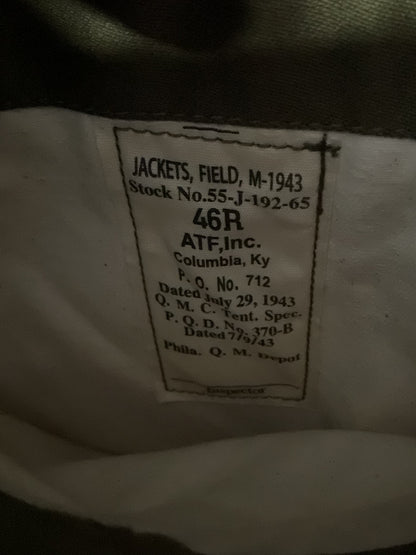 JACKETS, FIELD, M-1943
Stock No.55-J-192-65
46R
ATF,Inc.
Columbia, Ky
P. O. No. 712
Dated July 29, 1943
Q. M. C. Tent. Spec.
P. Q. D. No. 370-B
Dated 7/9/43
Phila. Q. M. Depot
Inspector